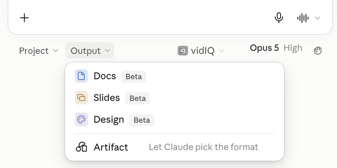 Project Output vidIQ Opus 5 High
Docs Beta
Slides Beta
Design Beta
Artifact Let Claude pick the format